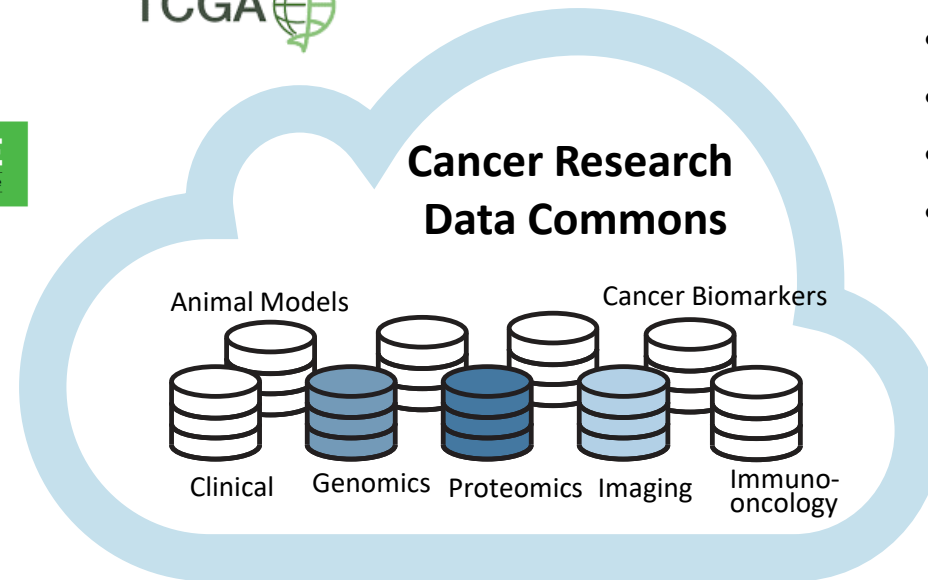 TCGA
Cancer Research
Data Commons
Animal Models
Cancer Biomarkers
Clinical
Genomics
Proteomics
Imaging
Immuno-
oncology